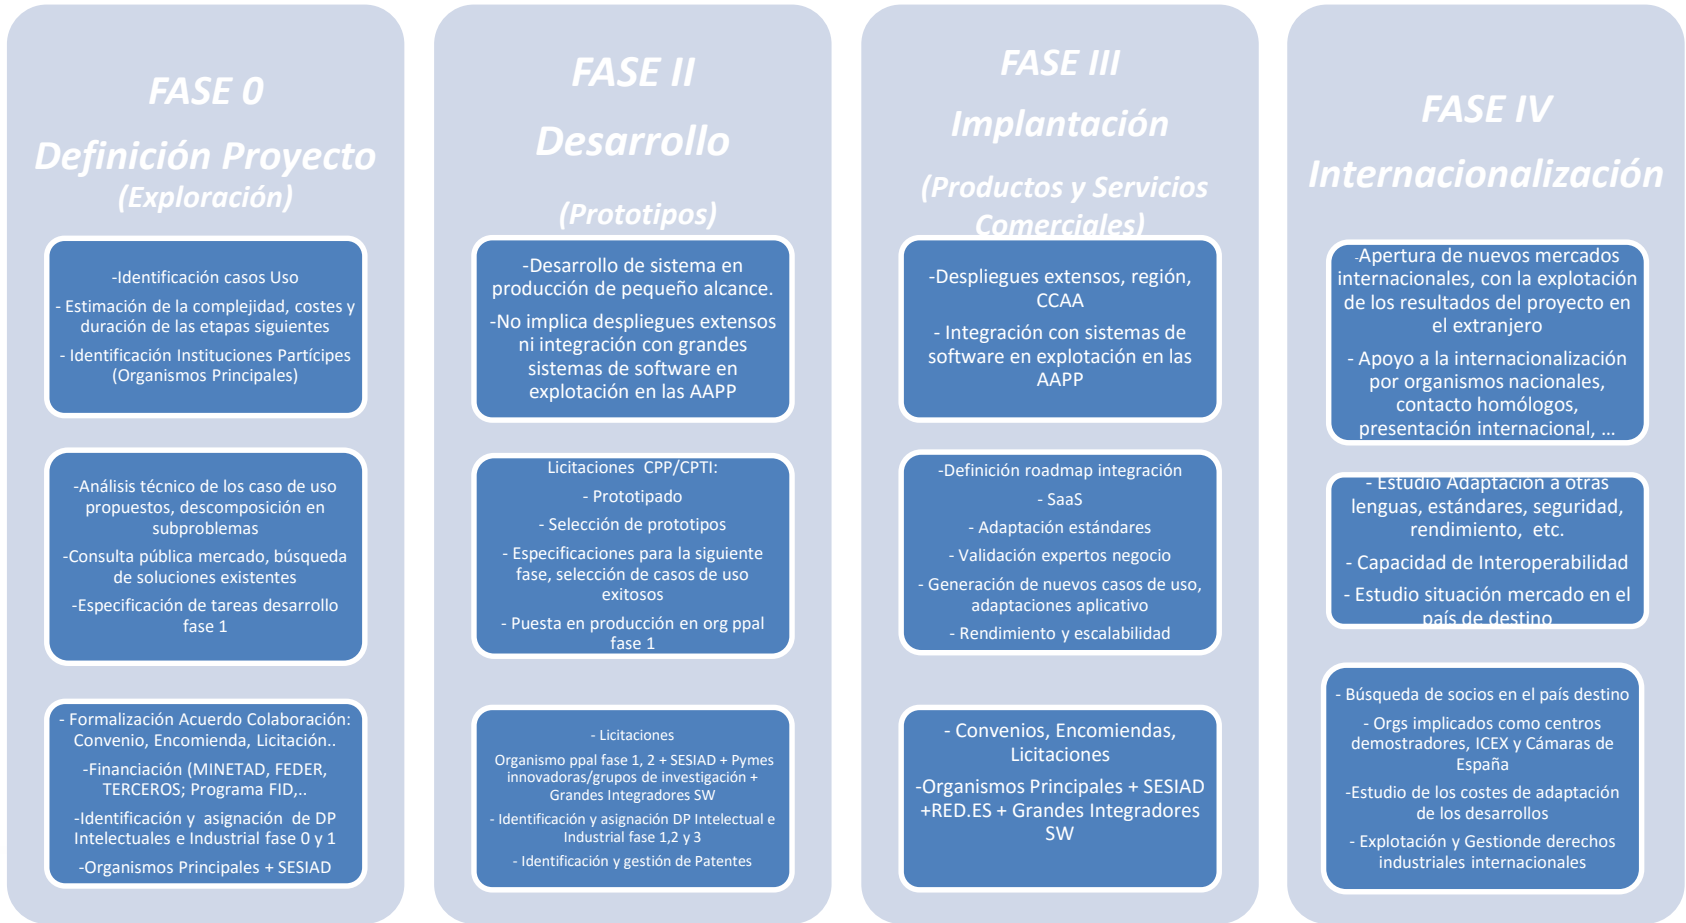 FASE 0
Definición Proyecto
(Exploración)
-Identificación casos Uso
- Estimación de la complejidad, costes y
duración de las etapas siguientes
- Identificación Instituciones Partícipes
(Organismos Principales)
-Análisis técnico de los caso de uso
propuestos, descomposición en
subproblemas
-Consulta pública mercado, búsqueda
de soluciones existentes
-Especificación de tareas desarrollo
fase 1
- Formalización Acuerdo Colaboración:
Convenio, Encomienda, Licitación..
-Financiación (MINETAD, FEDER,
TERCEROS; Programa FID,..
-Identificación y asignación de DP
Intelectuales e Industrial fase 0 y 1
-Organismos Principales + SESIAD
FASE II
Desarrollo
(Prototipos)
-Desarrollo de sistema en
producción de pequeño alcance.
-No implica despliegues extensos
ni integración con grandes
sistemas de software en
explotación en las AAPP
Licitaciones CPP/CPTI:
- Prototipado
- Selección de prototipos
- Especificaciones para la siguiente
fase, selección de casos de uso
exitosos
- Puesta en producción en org ppal
fase 1
- Licitaciones
Organismo ppal fase 1, 2 + SESIAD + Pymes
innovadoras/grupos de investigación +
Grandes Integradores SW
- Identificación y asignación DP Intelectual e
Industrial fase 1,2 y 3
- Identificación y gestión de Patentes
FASE III
Implantación
(Productos y Servicios
Comerciales)
-Despliegues extensos, región,
CCAA
- Integración con sistemas de
software en explotación en las
AAPP
-Definición roadmap integración
- SaaS
- Adaptación estándares
- Validación expertos negocio
- Generación de nuevos casos de uso,
adaptaciones aplicativo
- Rendimiento y escalabilidad
- Convenios, Encomiendas,
Licitaciones
-Organismos Principales + SESIAD
+RED.ES + Grandes Integradores
SW
FASE IV
Internacionalización
-Apertura de nuevos mercados
internacionales, con la explotación
de los resultados del proyecto en
el extranjero
- Apoyo a la internacionalización
por organismos nacionales,
contacto homólogos,
presentación internacional, ...
- Estudio Adaptación a otras
lenguas, estándares, seguridad,
rendimiento, etc.
- Capacidad de Interoperabilidad
- Estudio situación mercado en el
país de destino
- Búsqueda de socios en el país destino
- Orgs implicados como centros
demostradores, ICEX y Cámaras de
España
-Estudio de los costes de adaptación
de los desarrollos
- Explotación y Gestionde derechos
industriales internacionales